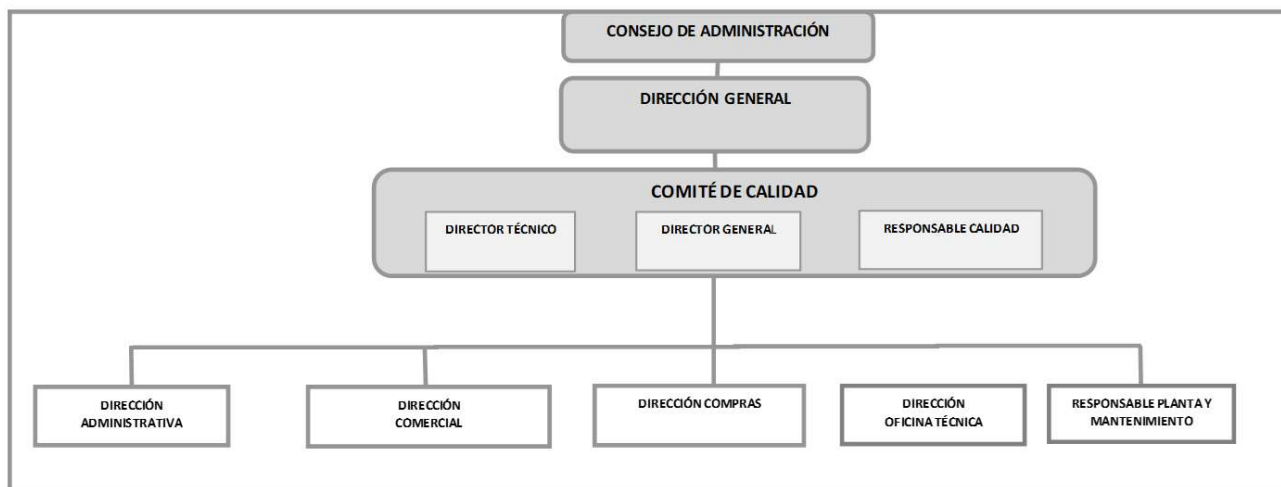 CONSEJO DE ADMINISTRACIÓN
DIRECCIÓN GENERAL
COMITÉ DE CALIDAD
DIRECTOR TÉCNICO
DIRECTOR GENERAL
RESPONSABLE CALIDAD
DIRECCIÓN
ADMINISTRATIVA
DIRECCIÓN
COMERCIAL
DIRECCIÓN COMPRAS
DIRECCIÓN
OFICINA TÉCNICA
RESPONSABLE PLANTA Y
MANTENIMIENTO